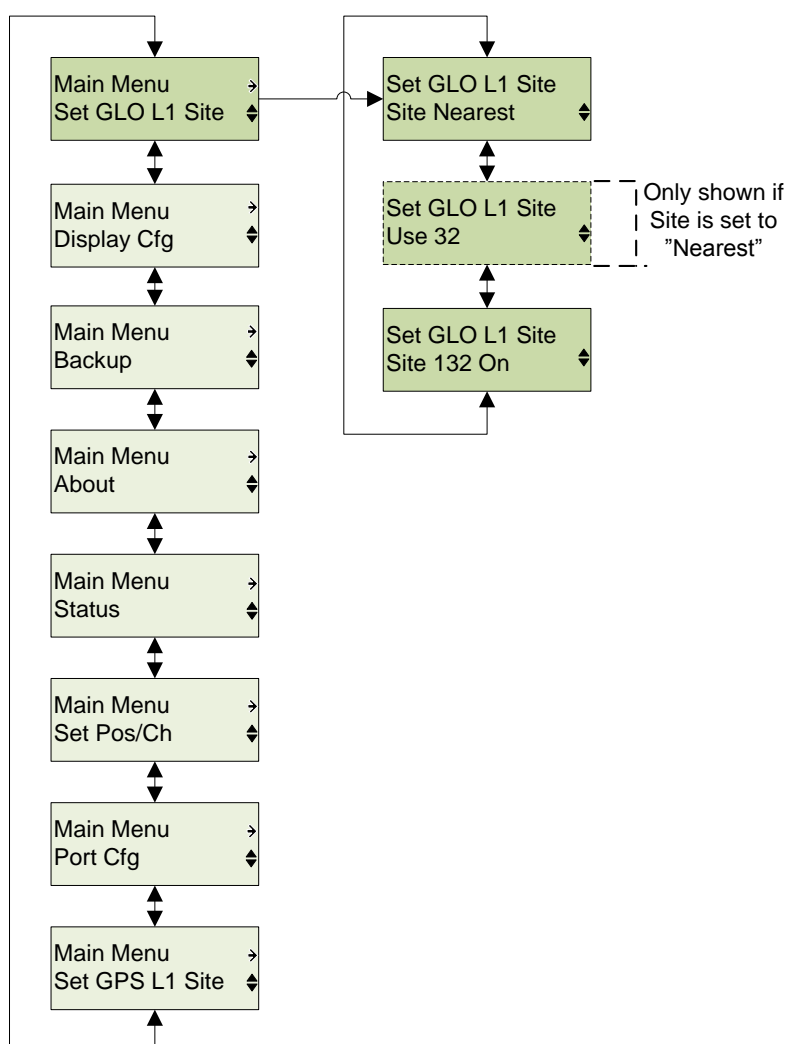 Main Menu
Set GLO L1 Site
Main Menu
Display Cfg
Main Menu
Backup
Main Menu
About
Main Menu
Status
Main Menu
Set Pos/Ch
Main Menu
Port Cfg
Main Menu
Set GPS L1 Site
Set GLO L1 Site
Site Nearest
Set GLO L1 Site
Use 32
Only shown if
Site is set to
”Nearest”
Set GLO L1 Site
Site 132 On